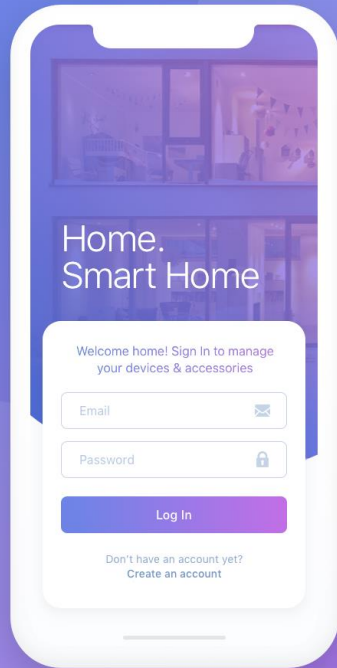 Home.
Smart Home
Welcome home! Sign In to manage
your devices & accessories
Email
Password
Log In
Don't have an account yet?
Create an account